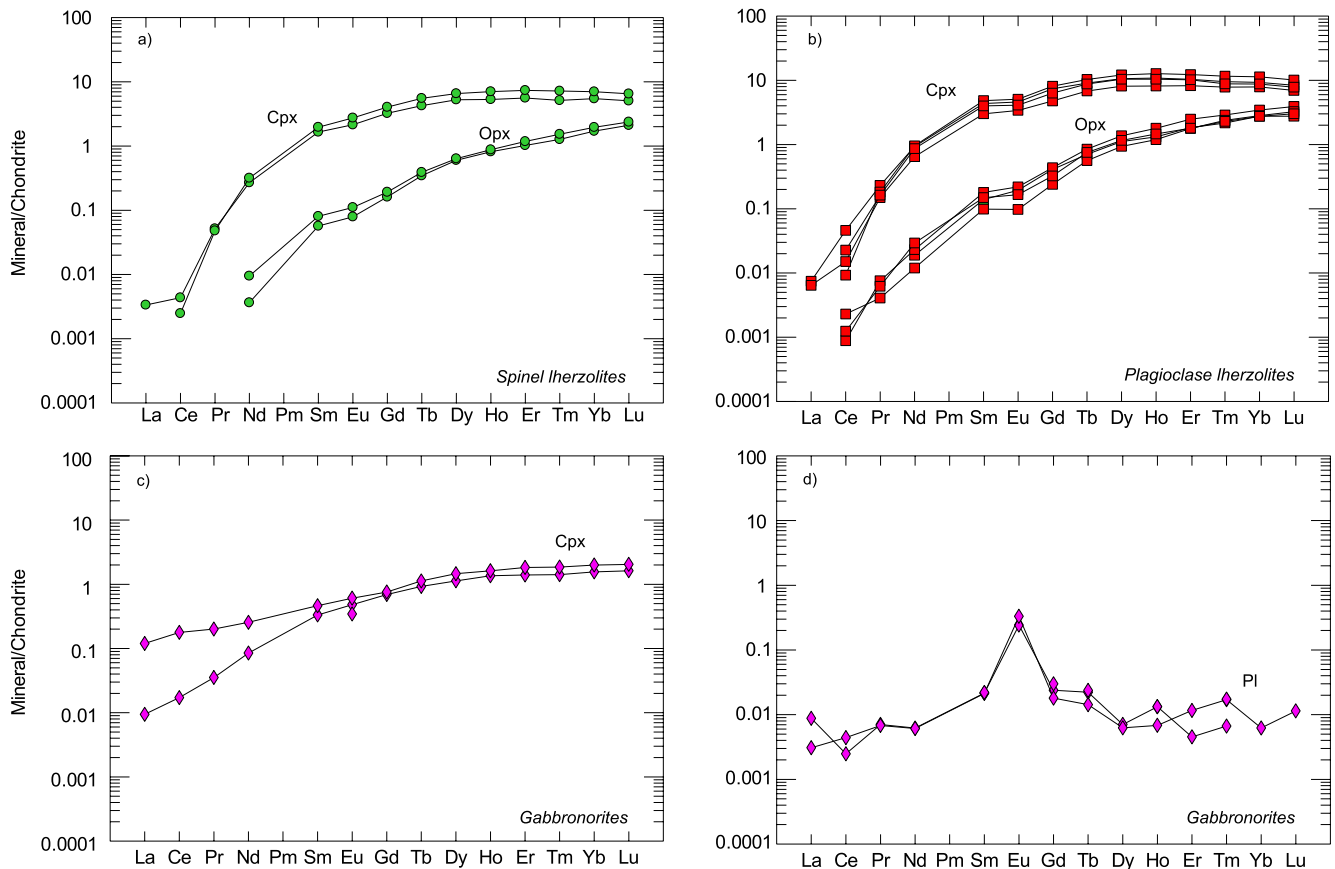 a)
100
10
1
0.1
0.01
0.001
0.0001
Mineral/Chondrite
Cpx
Opx
Spinel lherzolites
La Ce Pr Nd Pm Sm Eu Gd Tb Dy Ho Er Tm Yb Lu
b)
100
10
1
0.1
0.01
0.001
0.0001
Cpx
Opx
Plagioclase lherzolites
La Ce Pr Nd Pm Sm Eu Gd Tb Dy Ho Er Tm Yb Lu
c)
100
10
1
0.1
0.01
0.001
0.0001
Mineral/Chondrite
Cpx
Gabbronorites
La Ce Pr Nd Pm Sm Eu Gd Tb Dy Ho Er Tm Yb Lu
d)
100
10
1
0.1
0.01
0.001
0.0001
Pl
Gabbronorites
La Ce Pr Nd Pm Sm Eu Gd Tb Dy Ho Er Tm Yb Lu